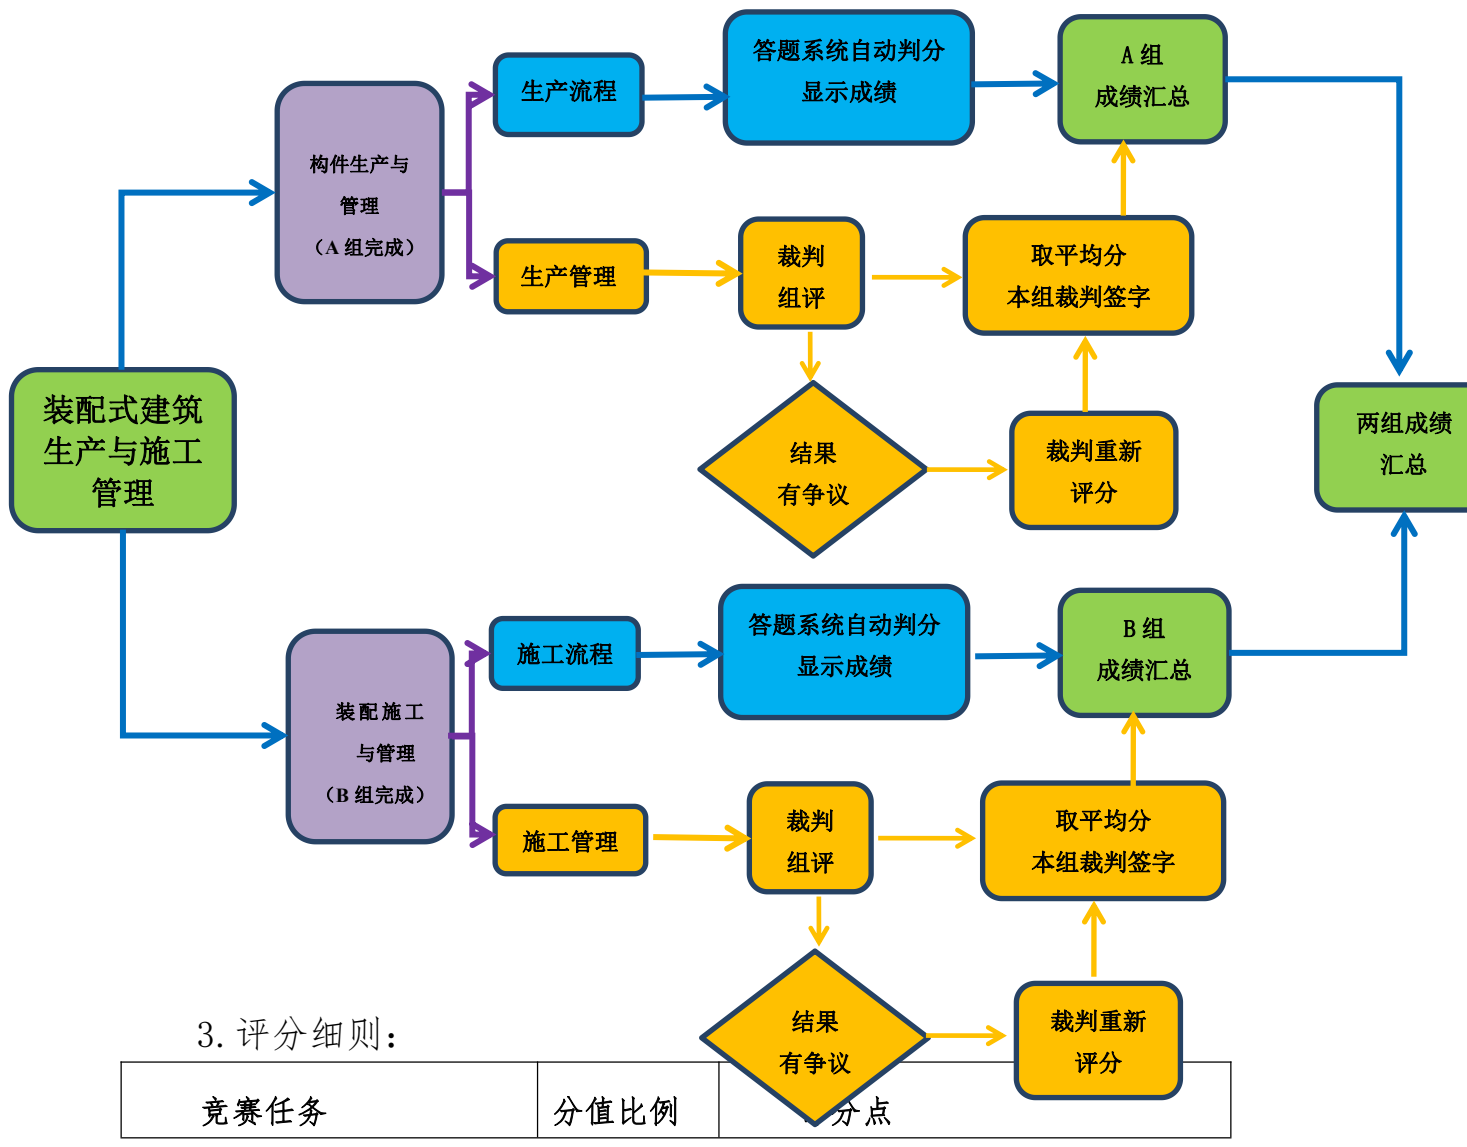 答题系统自动判分
显示成绩
A 组
成绩汇总
生产流程
构件生产与
管理
（A 组完成）
生产管理
裁判
组评
取平均分
本组裁判签字
装配式建筑
生产与施工
管理
结果
有争议
裁判重新
评分
两组成绩
汇总
施工流程
答题系统自动判分
显示成绩
B 组
成绩汇总
装配施工
与管理
（B 组完成）
施工管理
裁判
组评
取平均分
本组裁判签字
结果
有争议
裁判重新
评分
3.评分细则：
竞赛任务
分值比例
分点